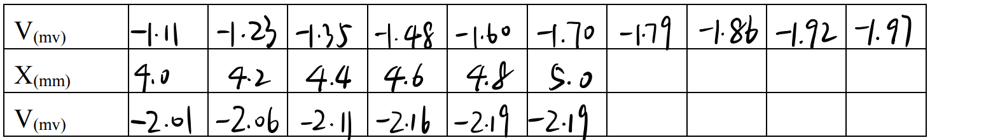 V(mv) -1.11 -1.23 -1.35 -1.48 -1.60 -1.70 -1.79 -1.86 -1.92 -1.97
X(mm) 4.0 4.2 4.4 4.6 4.8 5.0
V(mv) -2.01 -2.06 -2.11 -2.16 -2.19 -2.19